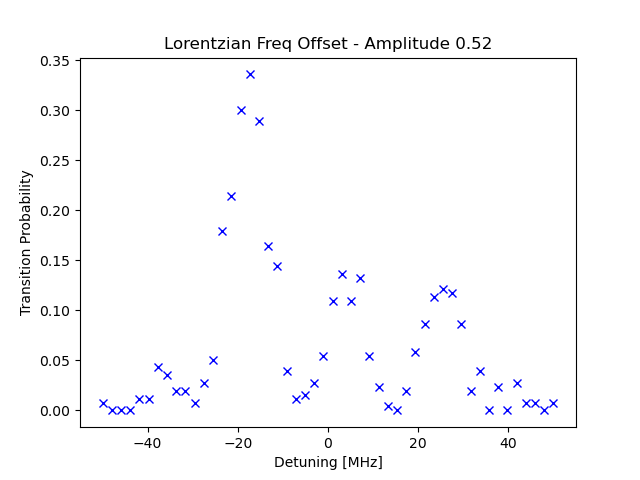 Lorentzian Freq Offset - Amplitude 0.52
0.35
0.30
0.25
0.20
0.15
0.10
0.05
0.00
Transition Probability
−40 −20 0 20 40
Detuning [MHz]